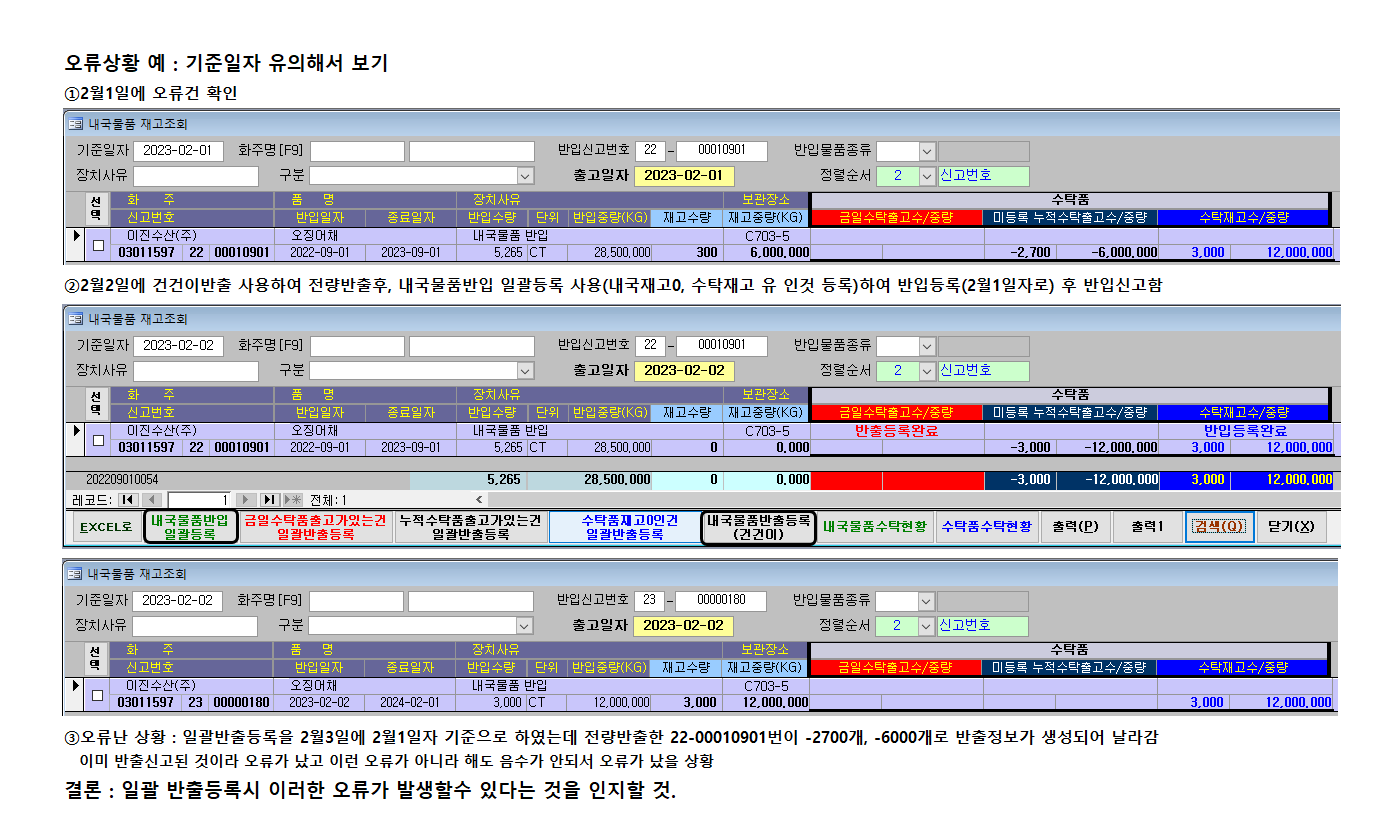 오류상황 예 : 기준일자 유의해서 보기
①2월1일에 오류건 확인
내국물품 재고조회
기준일자 2023-02-01 화주명[F9] 반입신고번호 22 - 00010901 반입물품종류
장치사유 구분 출고일자 2023-02-01 정렬순서 2 신고번호
선택 화 주 품 명 장치사유 보관장소 수탁품
신고번호 반입일자 종료일자 반입수량 단위 반입중량(KG) 재고수량 재고중량(KG) 금일수탁출고수/중량 미등록 누적수탁출고수/중량 수탁재고수/중량
이진수산(주) 오징어채 내국물품 반입 C703-5
03011597 22 00010901 2022-09-01 2023-09-01 5,265 CT 28,500,000 300 6,000,000 -2,700 -6,000,000 3,000 12,000,000
②2월2일에 건건이반출 사용하여 전량반출후, 내국물품반입 일괄등록 사용(내국재고0, 수탁재고 유 인것 등록)하여 반입등록(2월1일자로) 후 반입신고함
내국물품 재고조회
기준일자 2023-02-02 화주명[F9] 반입신고번호 22 - 00010901 반입물품종류
장치사유 구분 출고일자 2023-02-02 정렬순서 2 신고번호
선택 화 주 품 명 장치사유 보관장소 수탁품
신고번호 반입일자 종료일자 반입수량 단위 반입중량(KG) 재고수량 재고중량(KG) 금일수탁출고수/중량 미등록 누적수탁출고수/중량 수탁재고수/중량
이진수산(주) 오징어채 내국물품 반입 C703-5 반출등록완료 반입등록완료
03011597 22 00010901 2022-09-01 2023-09-01 5,265 CT 28,500,000 0 0,000 -3,000 -12,000,000 3,000 12,000,000
202209010054 5,265 28,500,000 0 0,000 -3,000 -12,000,000 3,000 12,000,000
레코드: 1 전체: 1
EXCEL로 내국물품반입 일괄등록 금일수탁품출고가있는건 일괄반출등록 누적수탁품출고가있는건 일괄반출등록 수탁품재고0인건 일괄반출등록 내국물품반출등록 (건건이) 내국물품수탁현황 수탁품수탁현황 출력(P) 출력1 검색(Q) 닫기(X)
내국물품 재고조회
기준일자 2023-02-02 화주명[F9] 반입신고번호 23 - 00000180 반입물품종류
장치사유 구분 출고일자 2023-02-02 정렬순서 2 신고번호
선택 화 주 품 명 장치사유 보관장소 수탁품
신고번호 반입일자 종료일자 반입수량 단위 반입중량(KG) 재고수량 재고중량(KG) 금일수탁출고수/중량 미등록 누적수탁출고수/중량 수탁재고수/중량
이진수산(주) 오징어채 내국물품 반입 C703-5
03011597 23 00000180 2023-02-02 2024-02-01 3,000 CT 12,000,000 3,000 12,000,000 3,000 12,000,000
③오류난 상황 : 일괄반출등록을 2월3일에 2월1일자 기준으로 하였는데 전량반출한 22-00010901번이 -2700개, -6000개로 반출정보가 생성되어 날라감
이미 반출신고된 것이라 오류가 났고 이런 오류가 아니라 해도 음수가 안되서 오류가 났을 상황
결론 : 일괄 반출등록시 이러한 오류가 발생할수 있다는 것을 인지할 것.